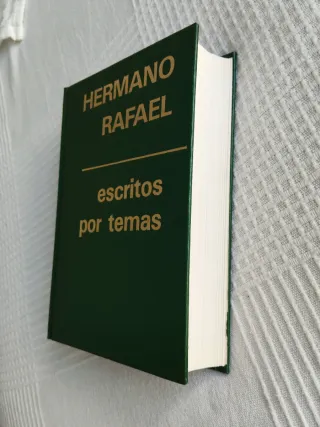 HERMANO
RAFAEL
escritos
por temas